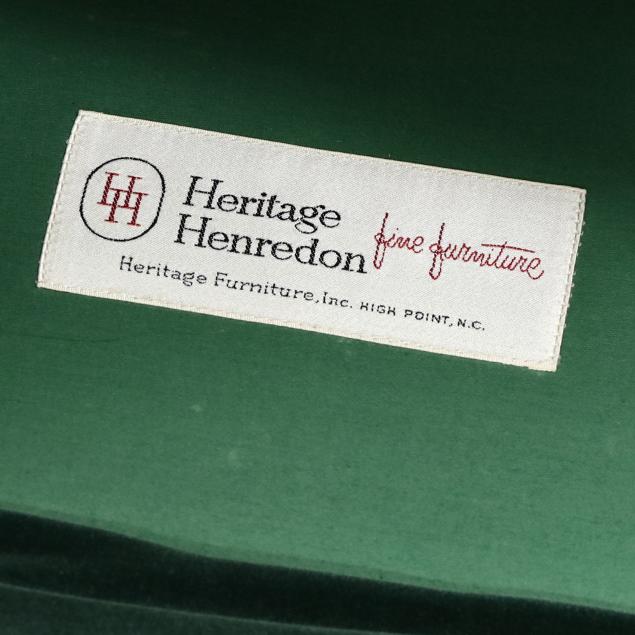 HH
Heritage
Henredon
fine furniture
Heritage Furniture, Inc. HIGH POINT, N.C.